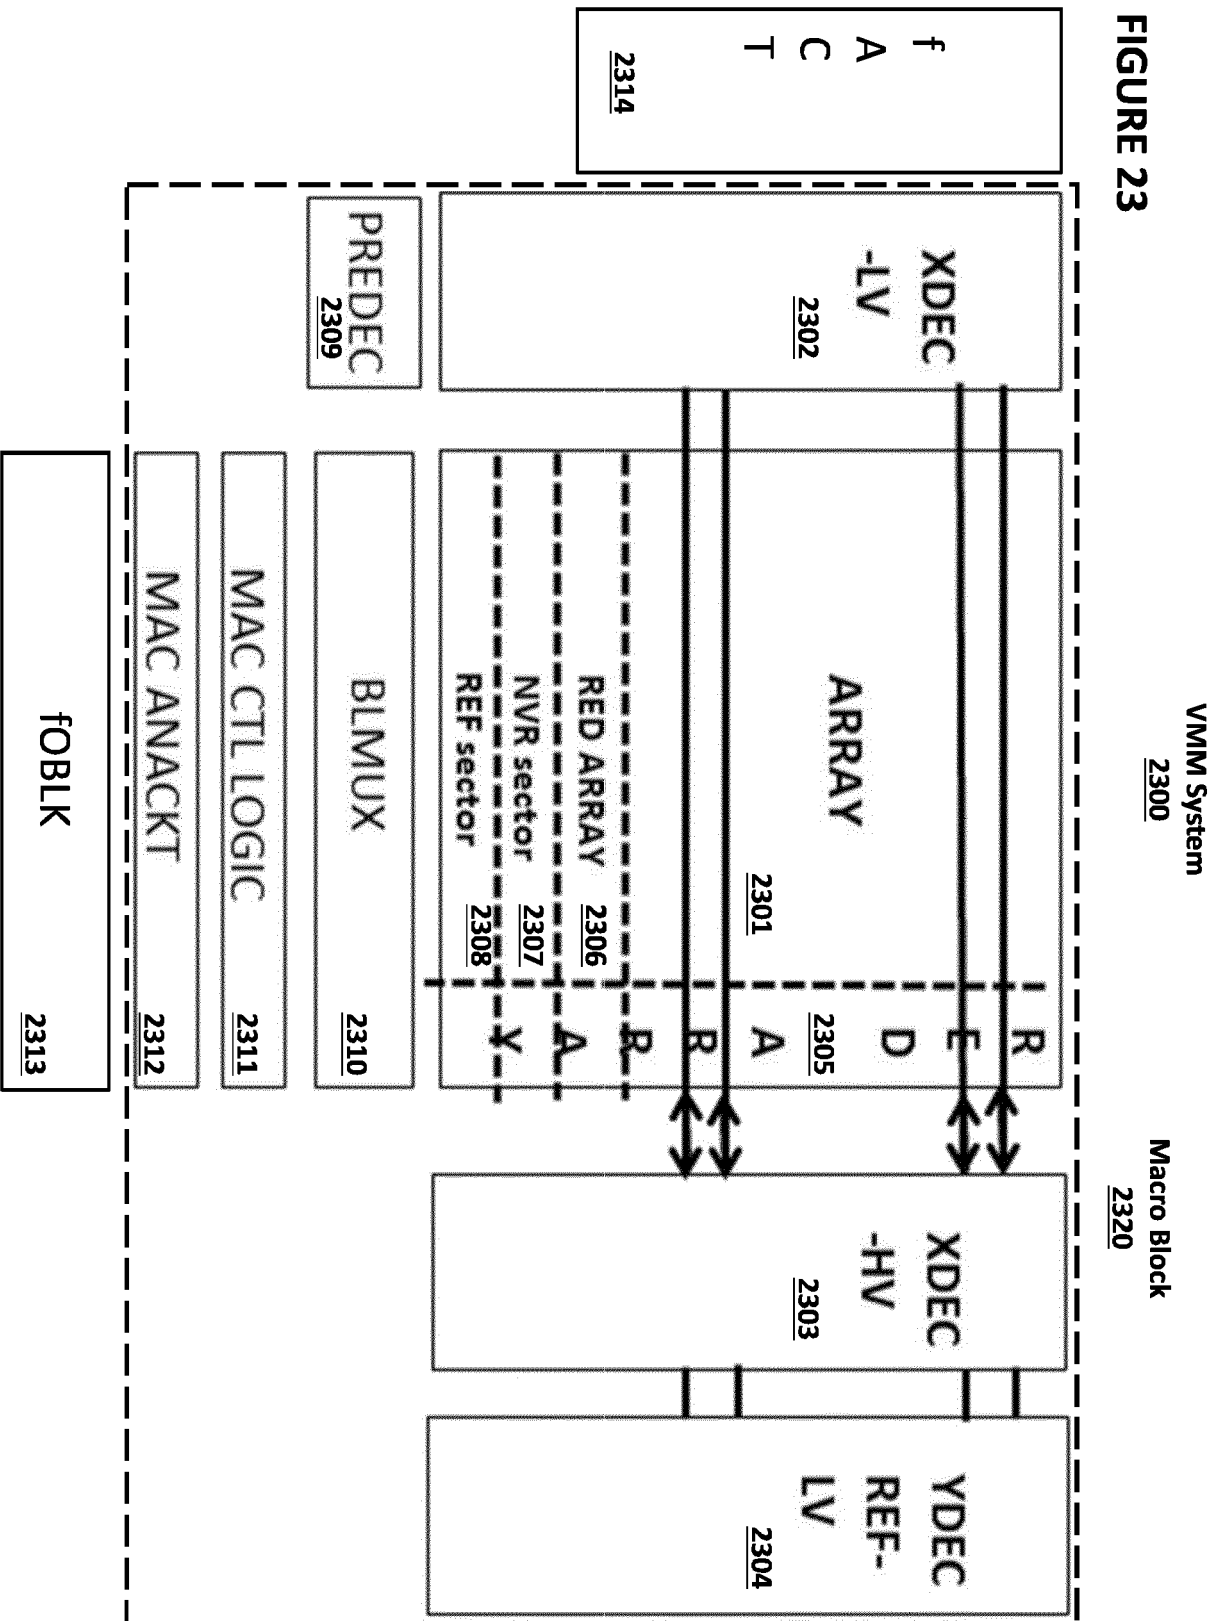 FIGURE 23
VMM System
2300
Macro Block
2320
f
A
C
T
2314
XDEC
-LV
2302
ARRAY
2301
R
E
D
2305
A
R
R
A
Y
XDEC
-HV
2303
YDEC
REF-
LV
2304
RED ARRAY 2306
NVR sector 2307
REF sector 2308
PREDEC
2309
BLMUX 2310
MAC CTL LOGIC 2311
MAC ANACKT 2312
fOBLK 2313